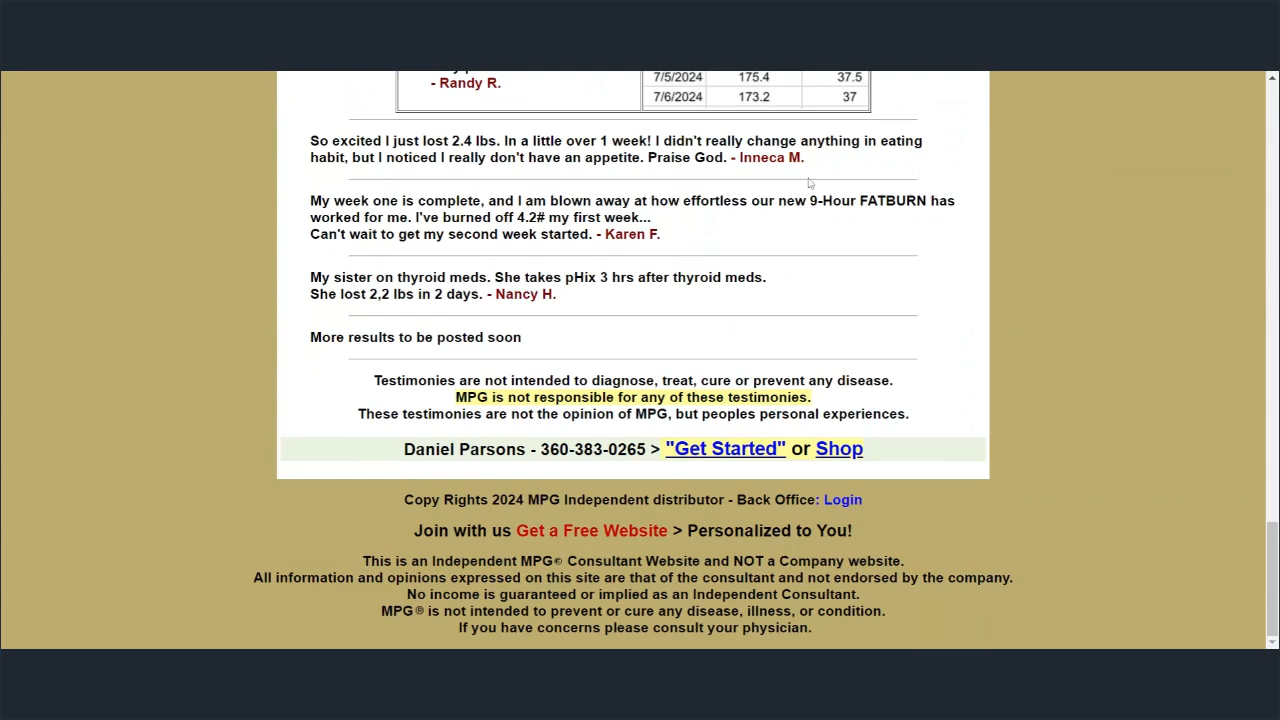 - Randy R.
7/5/2024 175.4 37.5
7/6/2024 173.2 37
So excited I just lost 2.4 lbs. In a little over 1 week! I didn't really change anything in eating
habit, but I noticed I really don't have an appetite. Praise God. - Inneca M.
My week one is complete, and I am blown away at how effortless our new 9-Hour FATBURN has
worked for me. I've burned off 4.2# my first week...
Can't wait to get my second week started. - Karen F.
My sister on thyroid meds. She takes pHix 3 hrs after thyroid meds.
She lost 2,2 lbs in 2 days. - Nancy H.
More results to be posted soon
Testimonies are not intended to diagnose, treat, cure or prevent any disease.
MPG is not responsible for any of these testimonies.
These testimonies are not the opinion of MPG, but peoples personal experiences.
Daniel Parsons - 360-383-0265 > "Get Started" or Shop
Copy Rights 2024 MPG Independent distributor - Back Office: Login
Join with us Get a Free Website > Personalized to You!
This is an Independent MPG© Consultant Website and NOT a Company website.
All information and opinions expressed on this site are that of the consultant and not endorsed by the company.
No income is guaranteed or implied as an Independent Consultant.
MPG® is not intended to prevent or cure any disease, illness, or condition.
If you have concerns please consult your physician.